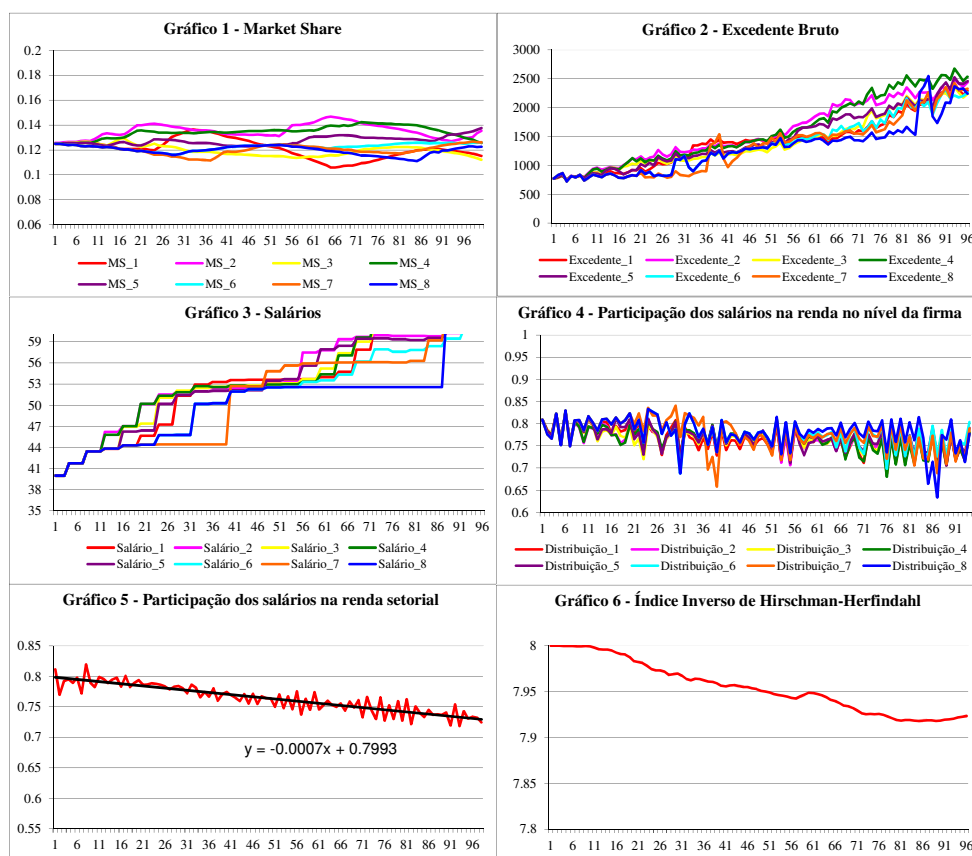 Gráfico 1 - Market Share
0.2
0.18
0.16
0.14
0.12
0.1
0.08
0.06
1 6 11 16 21 26 31 36 41 46 51 56 61 66 71 76 81 86 91 96
MS_1 MS_2 MS_3 MS_4
MS_5 MS_6 MS_7 MS_8
Gráfico 2 - Excedente Bruto
3000
2500
2000
1500
1000
500
0
1 6 11 16 21 26 31 36 41 46 51 56 61 66 71 76 81 86 91 96
Excedente_1 Excedente_2 Excedente_3 Excedente_4
Excedente_5 Excedente_6 Excedente_7 Excedente_8
Gráfico 3 - Salários
59
56
53
50
47
44
41
38
35
1 6 11 16 21 26 31 36 41 46 51 56 61 66 71 76 81 86 91 96
Salário_1 Salário_2 Salário_3 Salário_4
Salário_5 Salário_6 Salário_7 Salário_8
Gráfico 4 - Participação dos salários na renda no nível da firma
1
0.95
0.9
0.85
0.8
0.75
0.7
0.65
0.6
1 6 11 16 21 26 31 36 41 46 51 56 61 66 71 76 81 86 91 96
Distribuição_1 Distribuição_2 Distribuição_3 Distribuição_4
Distribuição_5 Distribuição_6 Distribuição_7 Distribuição_8
Gráfico 5 - Participação dos salários na renda setorial
0.85
0.8
0.75
0.7
0.65
0.6
0.55
y = -0.0007x + 0.7993
1 6 11 16 21 26 31 36 41 46 51 56 61 66 71 76 81 86 91 96
Gráfico 6 - Índice Inverso de Hirschman-Herfindahl
8
7.95
7.9
7.85
7.8
1 6 11 16 21 26 31 36 41 46 51 56 61 66 71 76 81 86 91 96